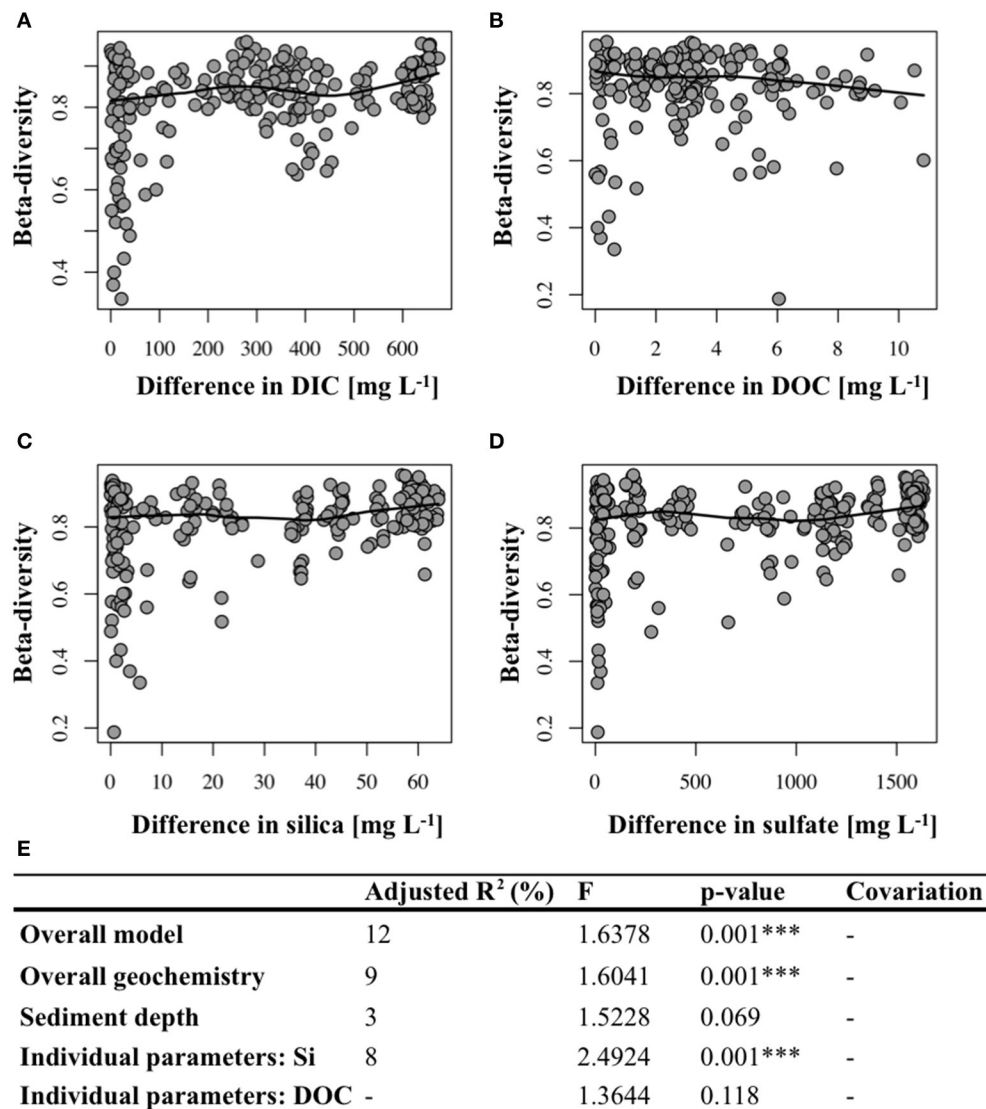 A
Beta-diversity
0.4 0.6 0.8
0 100 200 300 400 500 600
Difference in DIC [mg L-1]
B
Beta-diversity
0.2 0.4 0.6 0.8
0 2 4 6 8 10
Difference in DOC [mg L-1]
C
Beta-diversity
0.2 0.4 0.6 0.8
0 10 20 30 40 50 60
Difference in silica [mg L-1]
D
Beta-diversity
0.2 0.4 0.6 0.8
0 500 1000 1500
Difference in sulfate [mg L-1]
E
Adjusted R2 (%) F p-value Covariation
Overall model 12 1.6378 0.001*** -
Overall geochemistry 9 1.6041 0.001*** -
Sediment depth 3 1.5228 0.069 -
Individual parameters: Si 8 2.4924 0.001*** -
Individual parameters: DOC - 1.3644 0.118 -